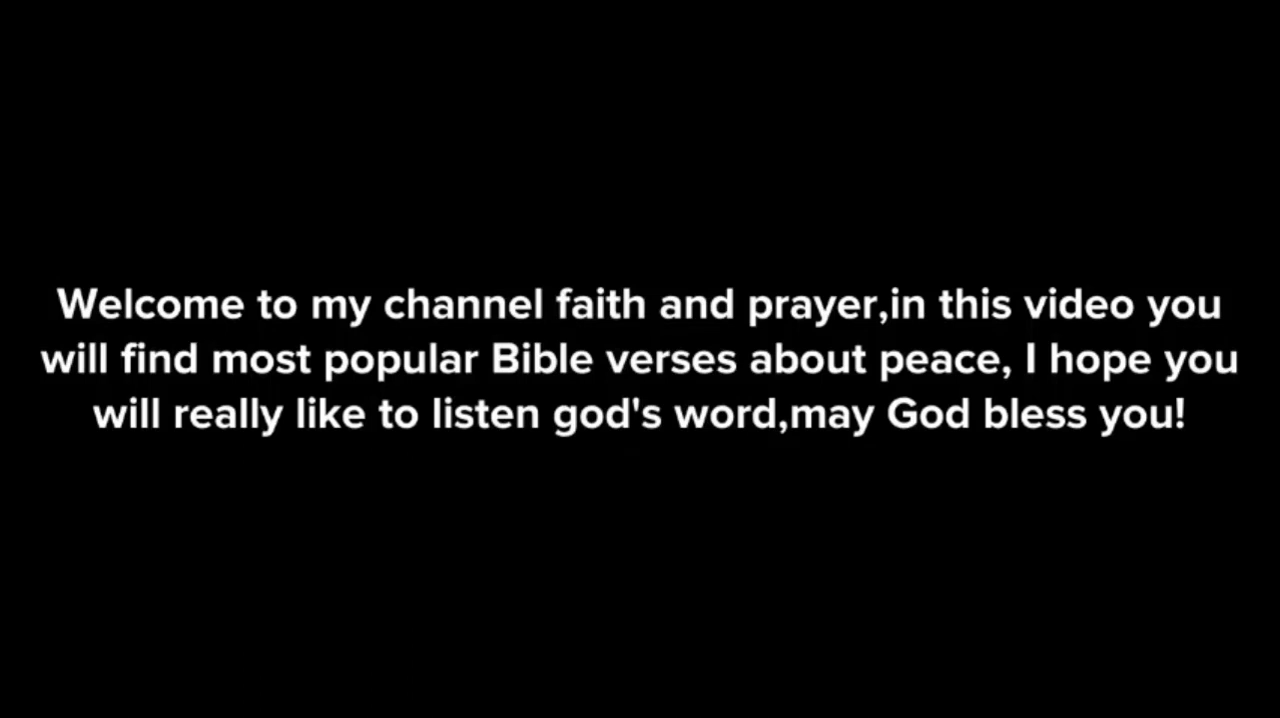 Welcome to my channel faith and prayer,in this video you
will find most popular Bible verses about peace, I hope you
will really like to listen god's word,may God bless you!